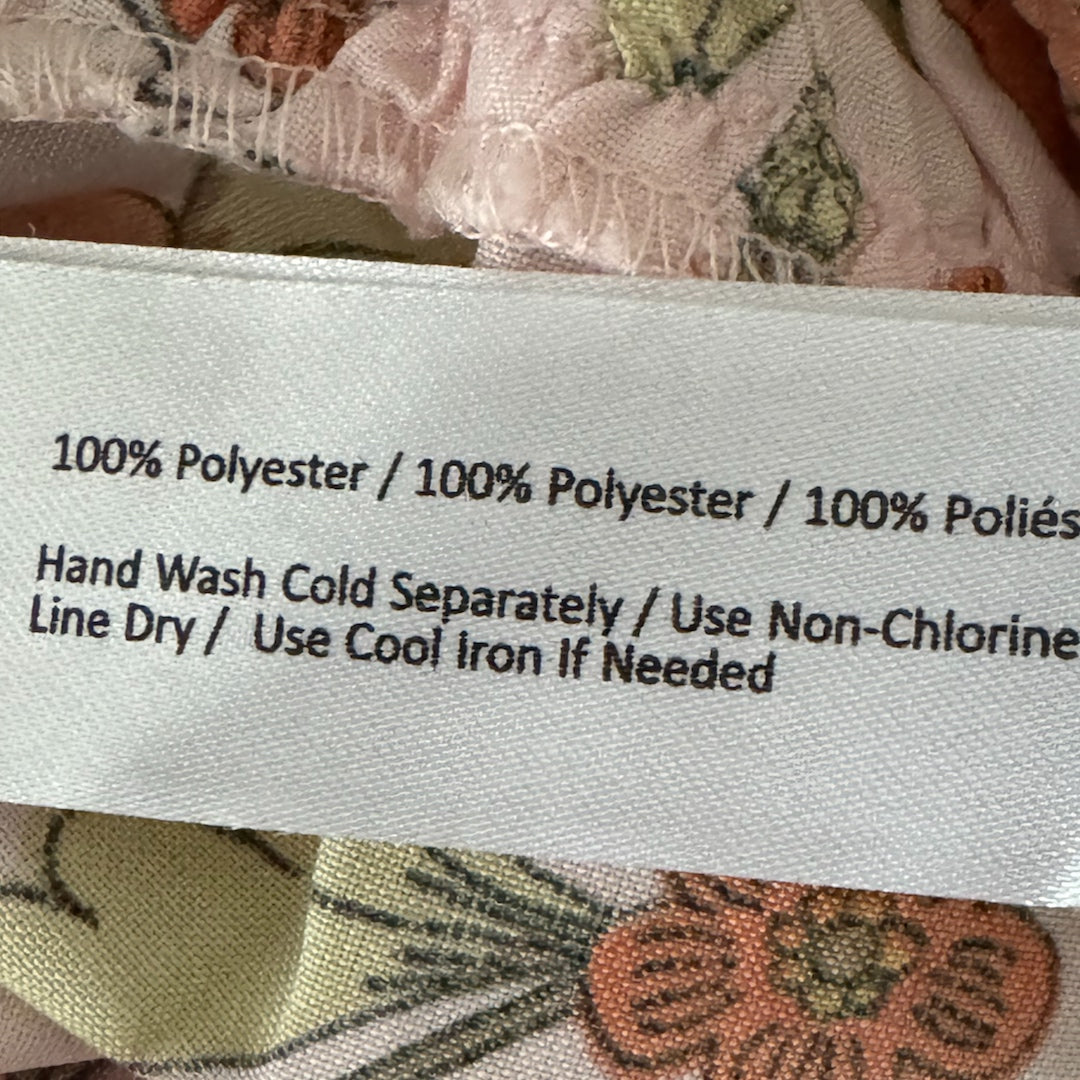 100% Polyester / 100% Polyester / 100% Poliés
Hand Wash Cold Separately / Use Non-Chlorine
Line Dry / Use Cool Iron If Needed